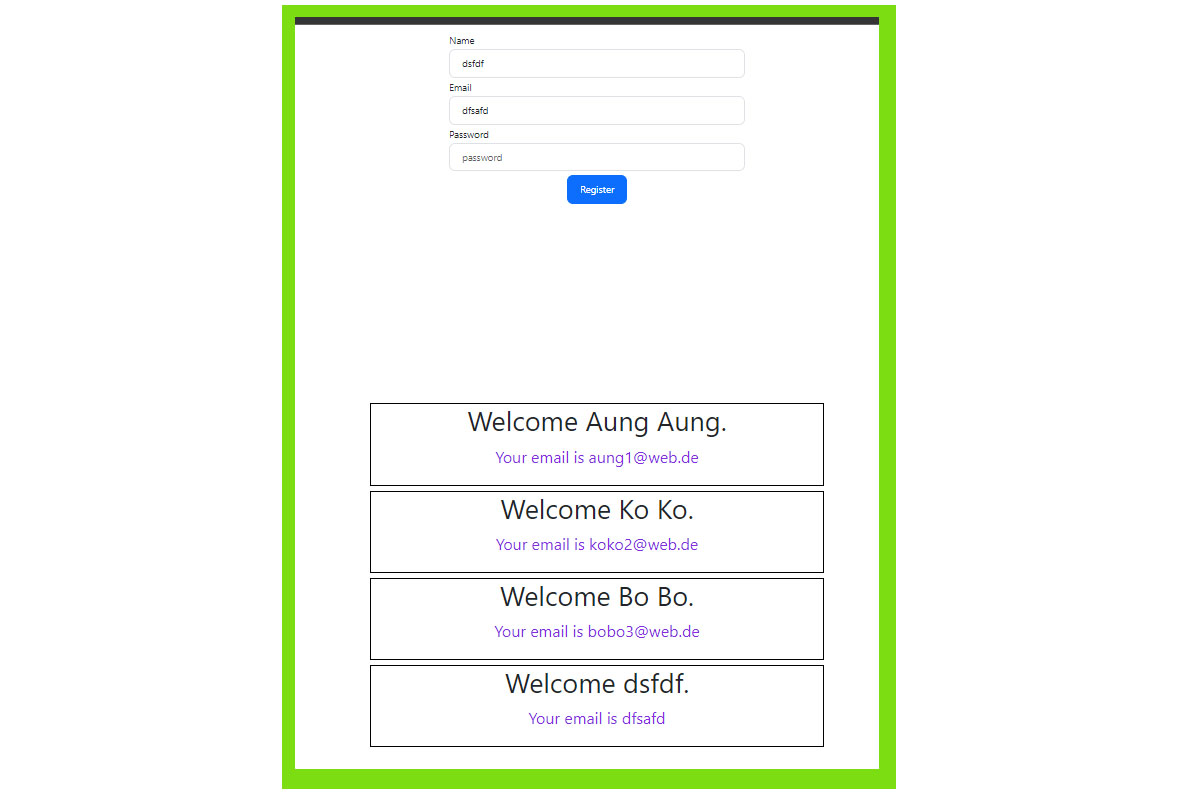 Name
dsfdf
Email
dfsafd
Password
password
Register
Welcome Aung Aung.
Your email is aung1@web.de
Welcome Ko Ko.
Your email is koko2@web.de
Welcome Bo Bo.
Your email is bobo3@web.de
Welcome dsfdf.
Your email is dfsafd